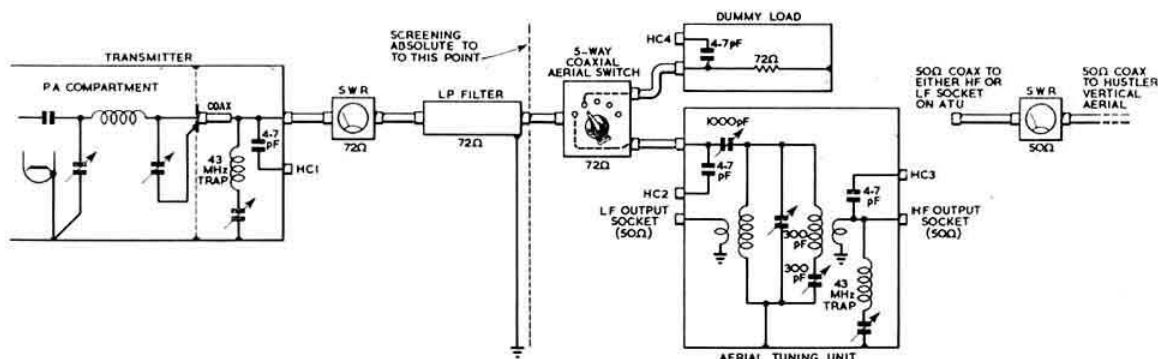 TRANSMITTER
PA COMPARTMENT
COAX
4·7
pF
HC1
43
MHz
TRAP
SWR
72Ω
LP FILTER
72Ω
SCREENING
ABSOLUTE TO
TO THIS POINT
5-WAY
COAXIAL
AERIAL SWITCH
72Ω
DUMMY LOAD
HC4
4·7pF
72Ω
1000pF
4·7
pF
HC2
LF OUTPUT
SOCKET
(50Ω)
300
pF
300
pF
4·7
pF
HC3
HF OUTPUT
SOCKET
(50Ω)
43
MHz
TRAP
AERIAL TUNING UNIT
50Ω COAX TO
EITHER HF OR
LF SOCKET
ON ATU
SWR
50Ω
50Ω COAX
TO HUSTLER
VERTICAL
AERIAL